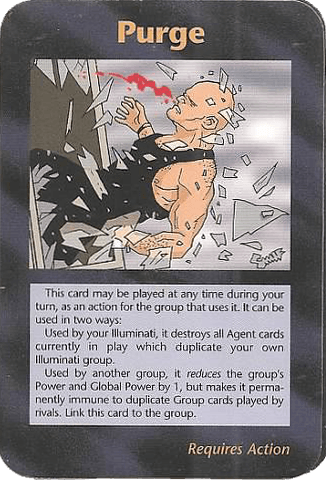 Purge
This card may be played at any time during your
turn, as an action for the group that uses it. It can be
used in two ways:
Used by your Illuminati, it destroys all Agent cards
currently in play which duplicate your own
Illuminati group.
Used by another group, it reduces the group's
Power and Global Power by 1, but makes it perma-
nently immune to duplicate Group cards played by
rivals. Link this card to the group.
Requires Action